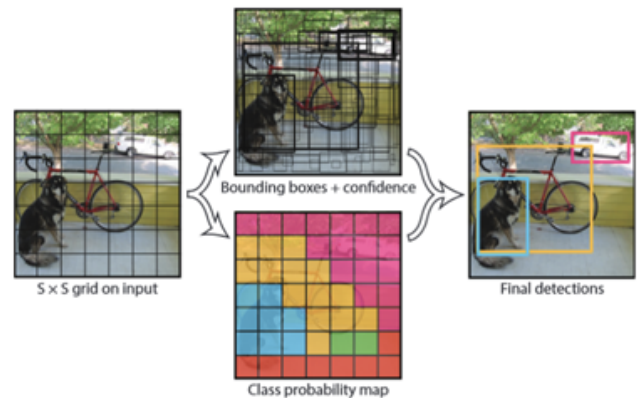 Bounding boxes + confidence
S × S grid on input
Final detections
Class probability map